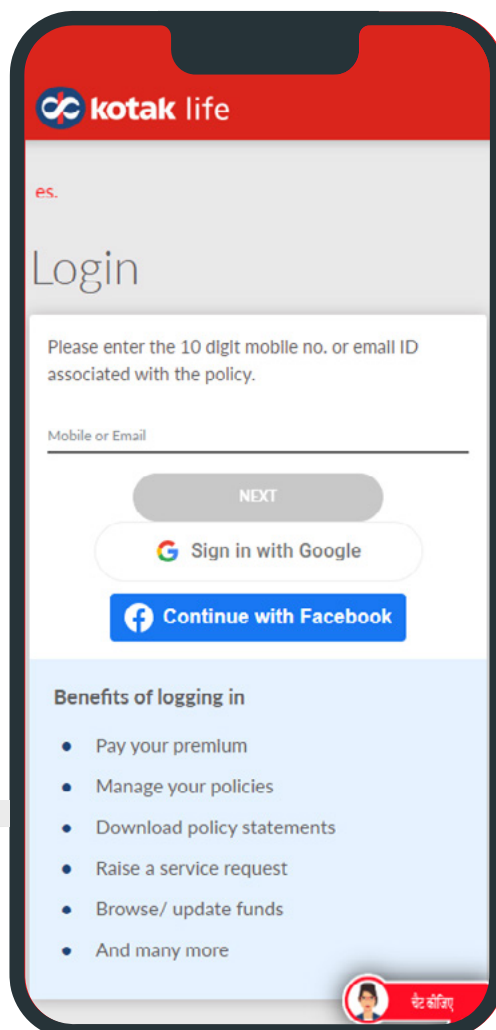 kotak life
es.
Login
Please enter the 10 digit mobile no. or email ID
associated with the policy.
Mobile or Email
NEXT
Sign in with Google
Continue with Facebook
Benefits of logging in
• Pay your premium
• Manage your policies
• Download policy statements
• Raise a service request
• Browse/ update funds
• And many more
चैट कीजिए